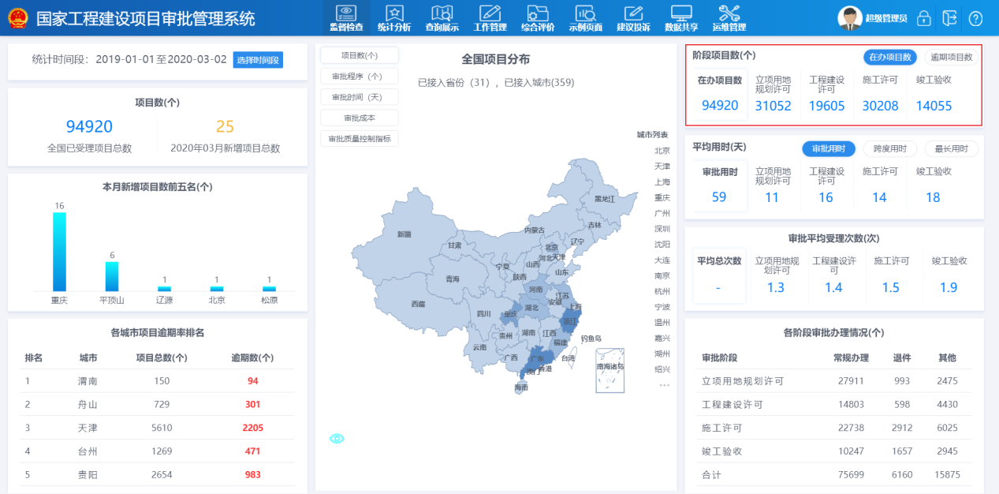 国家工程建设项目审批管理系统
监督检查 统计分析 查询展示 工作管理 综合评价 示例页面 建议投诉 数据共享 运维管理
超级管理员
统计时间段: 2019-01-01至2020-03-02 选择时间段
项目数(个)
94920 25
全国已受理项目总数 2020年03月新增项目总数
本月新增项目数前五名(个)
16
6
1 1 1
重庆 平顶山 辽源 北京 松原
各城市项目逾期率排名
排名 城市 项目总数(个) 逾期数(个)
1 渭南 150 94
2 舟山 729 301
3 天津 5610 2205
4 台州 1269 471
5 贵阳 2654 983
项目数(个)
审批程序（个）
审批时间（天）
审批成本
审批质量控制指标
全国项目分布
已接入省份（31），已接入城市(359)
黑龙江
吉林
内蒙古
辽宁
新疆
甘肃
北京
河北 天津
宁夏
山西
山东
陕西
青海
河南
江苏
安徽
上海
西藏
四川
重庆
湖北
浙江
贵州
湖南
江西
福建
钓鱼岛
云南
广西
广东
台湾
香港
澳门
海南
南海诸岛
城市列表
北京
天津
上海
重庆
广州
深圳
沈阳
大连
南京
杭州
宁波
温州
嘉兴
湖州
绍兴
...
阶段项目数(个) 在办项目数 逾期项目数
在办项目数 立项用地 工程建设 施工许可 竣工验收
规划许可 许可
94920 31052 19605 30208 14055
平均用时(天) 审批用时 跨度用时 最长用时
审批用时 立项用地 工程建设 施工许可 竣工验收
规划许可 许可
59 11 16 14 18
审批平均受理次数(次)
平均总次数 立项用地规 工程建设许 施工许可 竣工验收
划许可 可
- 1.3 1.4 1.5 1.9
各阶段审批办理情况(个)
审批阶段 常规办理 退件 其他
立项用地规划许可 27911 993 2475
工程建设许可 14803 598 4430
施工许可 22738 2912 6025
竣工验收 10247 1657 2945
合计 75699 6160 15875